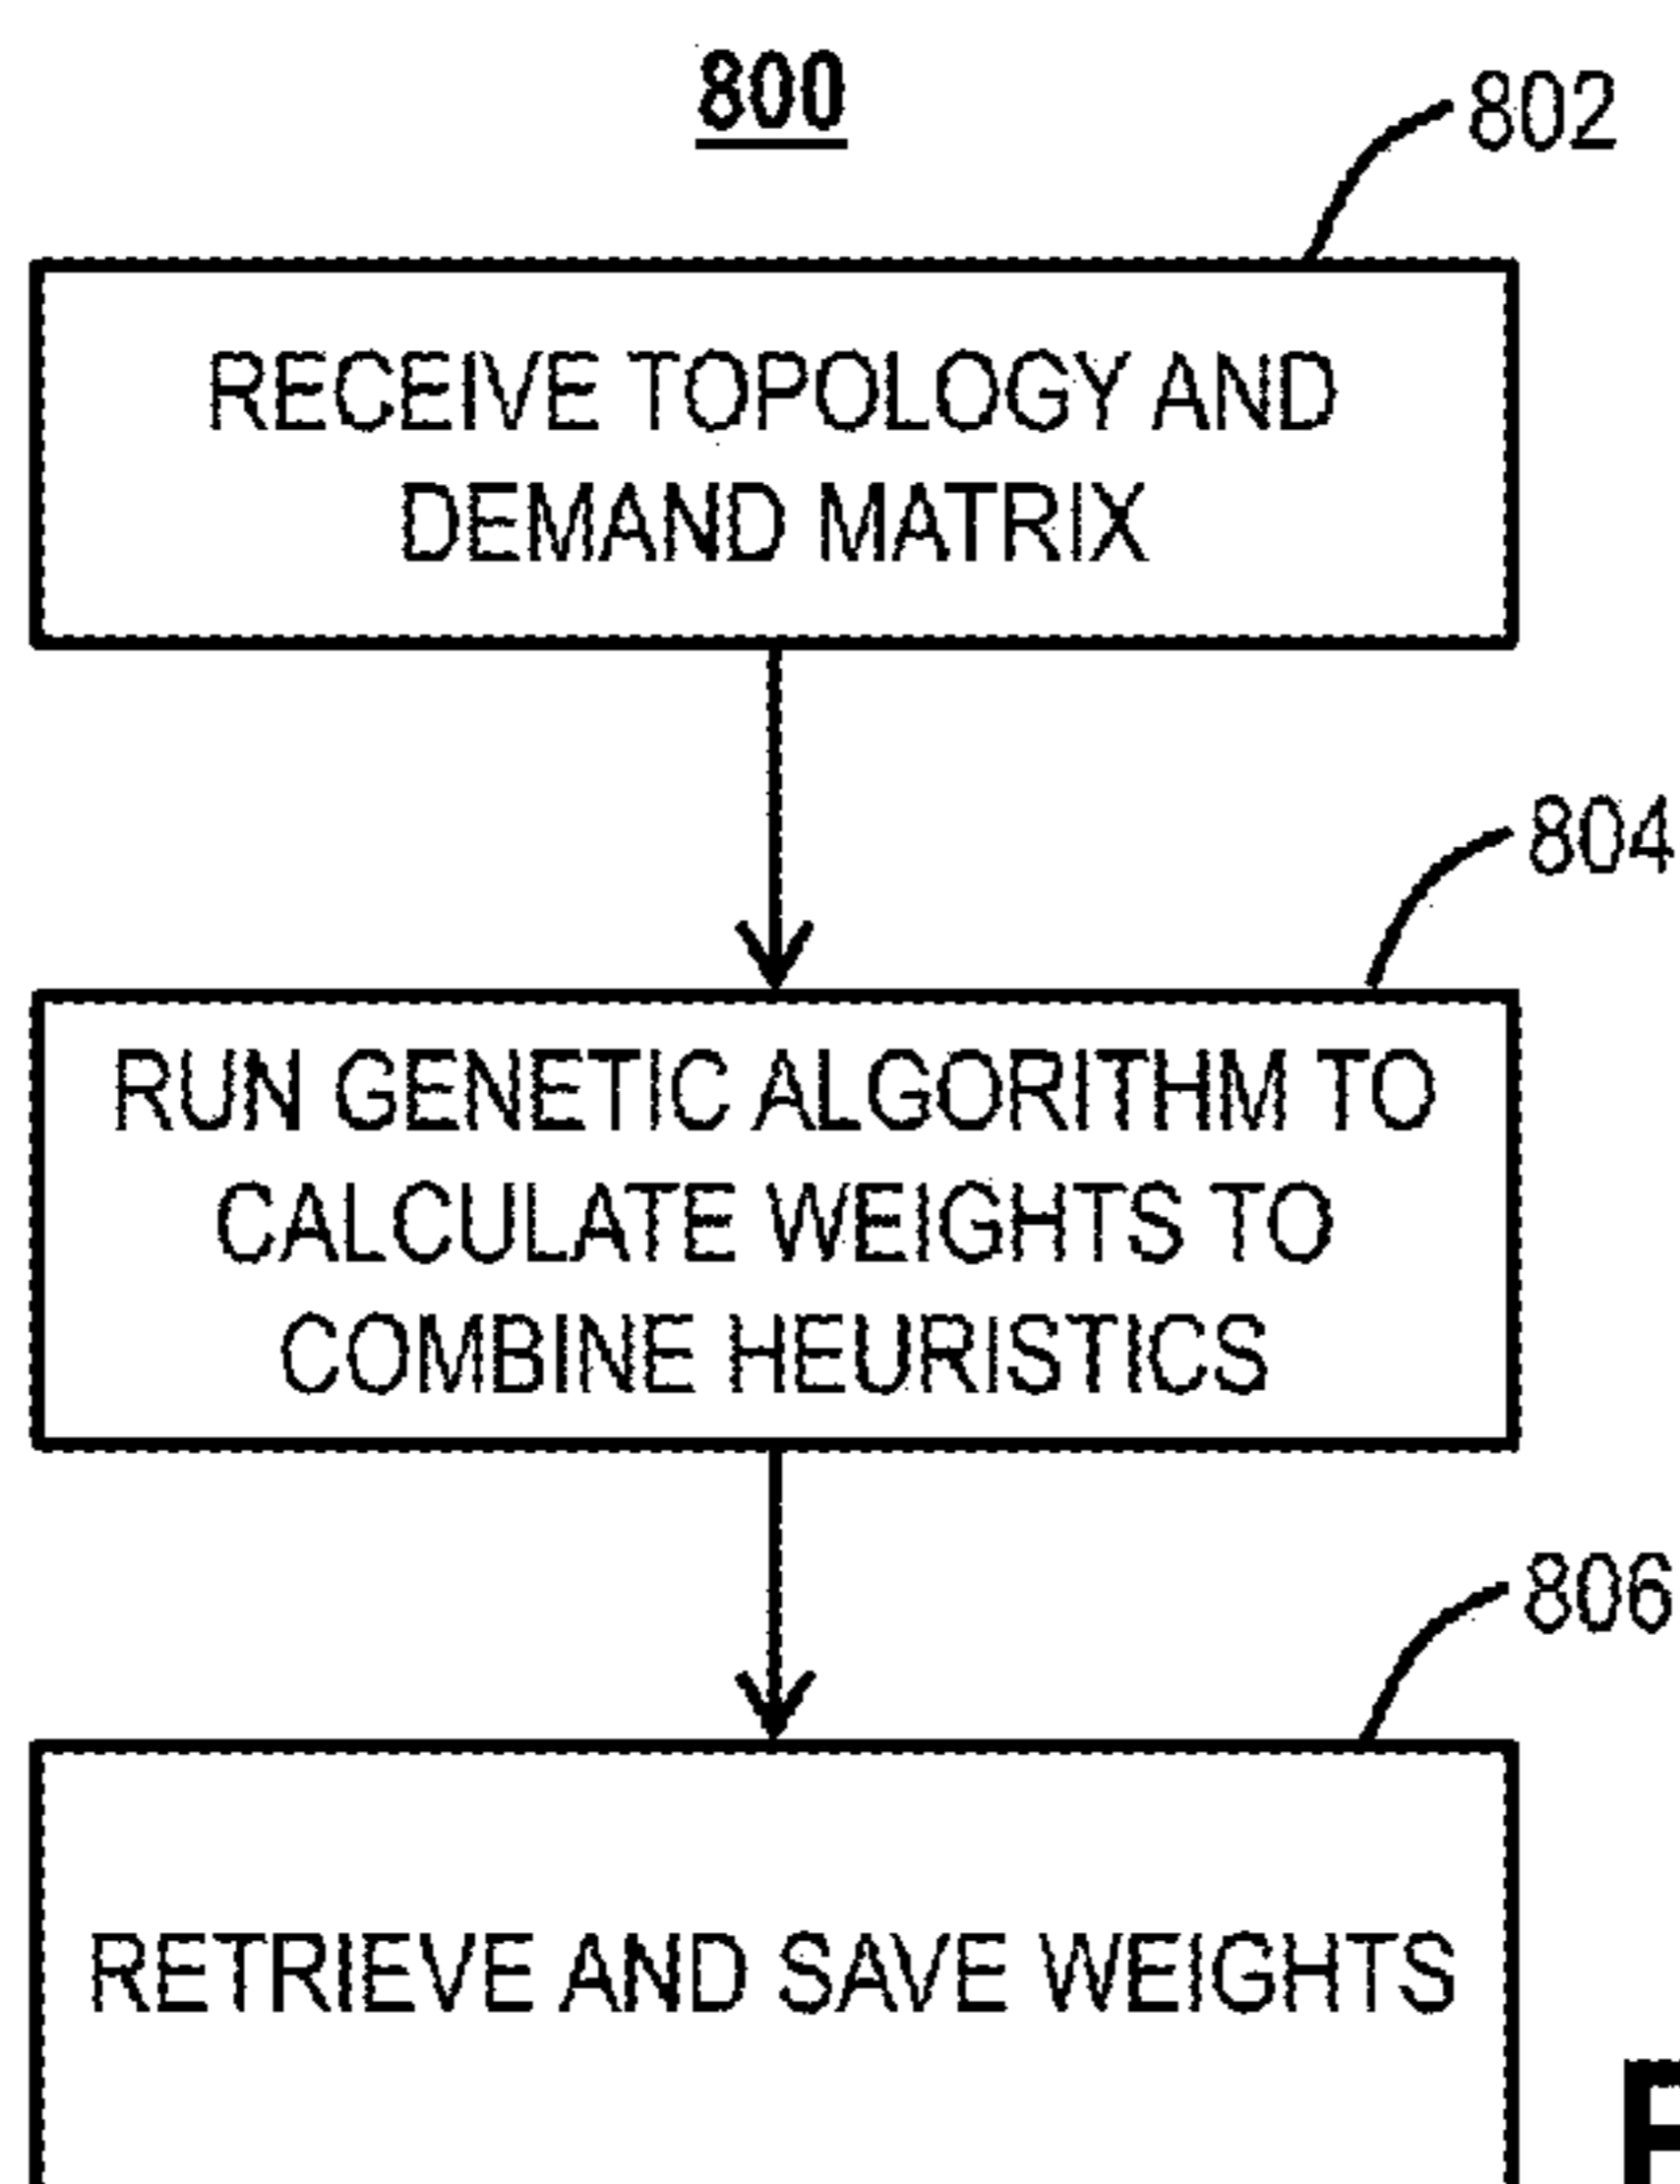 800
802
RECEIVE TOPOLOGY AND
DEMAND MATRIX
804
RUN GENETIC ALGORITHM TO
CALCULATE WEIGHTS TO
COMBINE HEURISTICS
806
RETRIEVE AND SAVE WEIGHTS